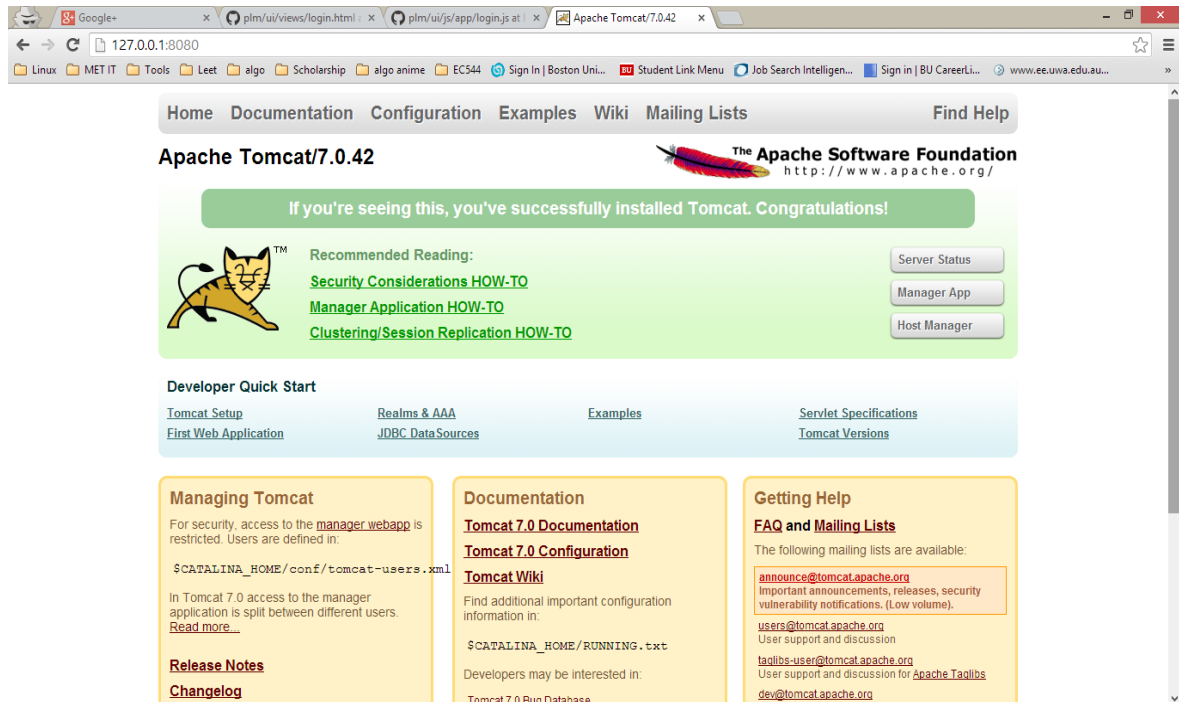 Google+
plm/ui/views/login.html a
plm/ui/js/app/login.js at l
Apache Tomcat/7.0.42
127.0.0.1:8080
Linux MET IT Tools Leet algo Scholarship algo anime EC544 Sign In | Boston Uni... BU Student Link Menu Job Search Intelligen... Sign in | BU CareerLi... www.ee.uwa.edu.au... »
Home Documentation Configuration Examples Wiki Mailing Lists Find Help
Apache Tomcat/7.0.42
The Apache Software Foundation
http://www.apache.org/
If you're seeing this, you've successfully installed Tomcat. Congratulations!
TM
Recommended Reading:
Security Considerations HOW-TO
Manager Application HOW-TO
Clustering/Session Replication HOW-TO
Server Status
Manager App
Host Manager
Developer Quick Start
Tomcat Setup
First Web Application
Realms & AAA
JDBC DataSources
Examples
Servlet Specifications
Tomcat Versions
Managing Tomcat
For security, access to the manager webapp is
restricted. Users are defined in:
$CATALINA_HOME/conf/tomcat-users.xml
In Tomcat 7.0 access to the manager
application is split between different users.
Read more...
Release Notes
Changelog
Documentation
Tomcat 7.0 Documentation
Tomcat 7.0 Configuration
Tomcat Wiki
Find additional important configuration
information in:
$CATALINA_HOME/RUNNING.txt
Developers may be interested in:
Tomcat 7.0 Bug Database
Getting Help
FAQ and Mailing Lists
The following mailing lists are available:
announce@tomcat.apache.org
Important announcements, releases, security
vulnerability notifications. (Low volume).
users@tomcat.apache.org
User support and discussion
taglibs-user@tomcat.apache.org
User support and discussion for Apache Taglibs
dev@tomcat.apache.org